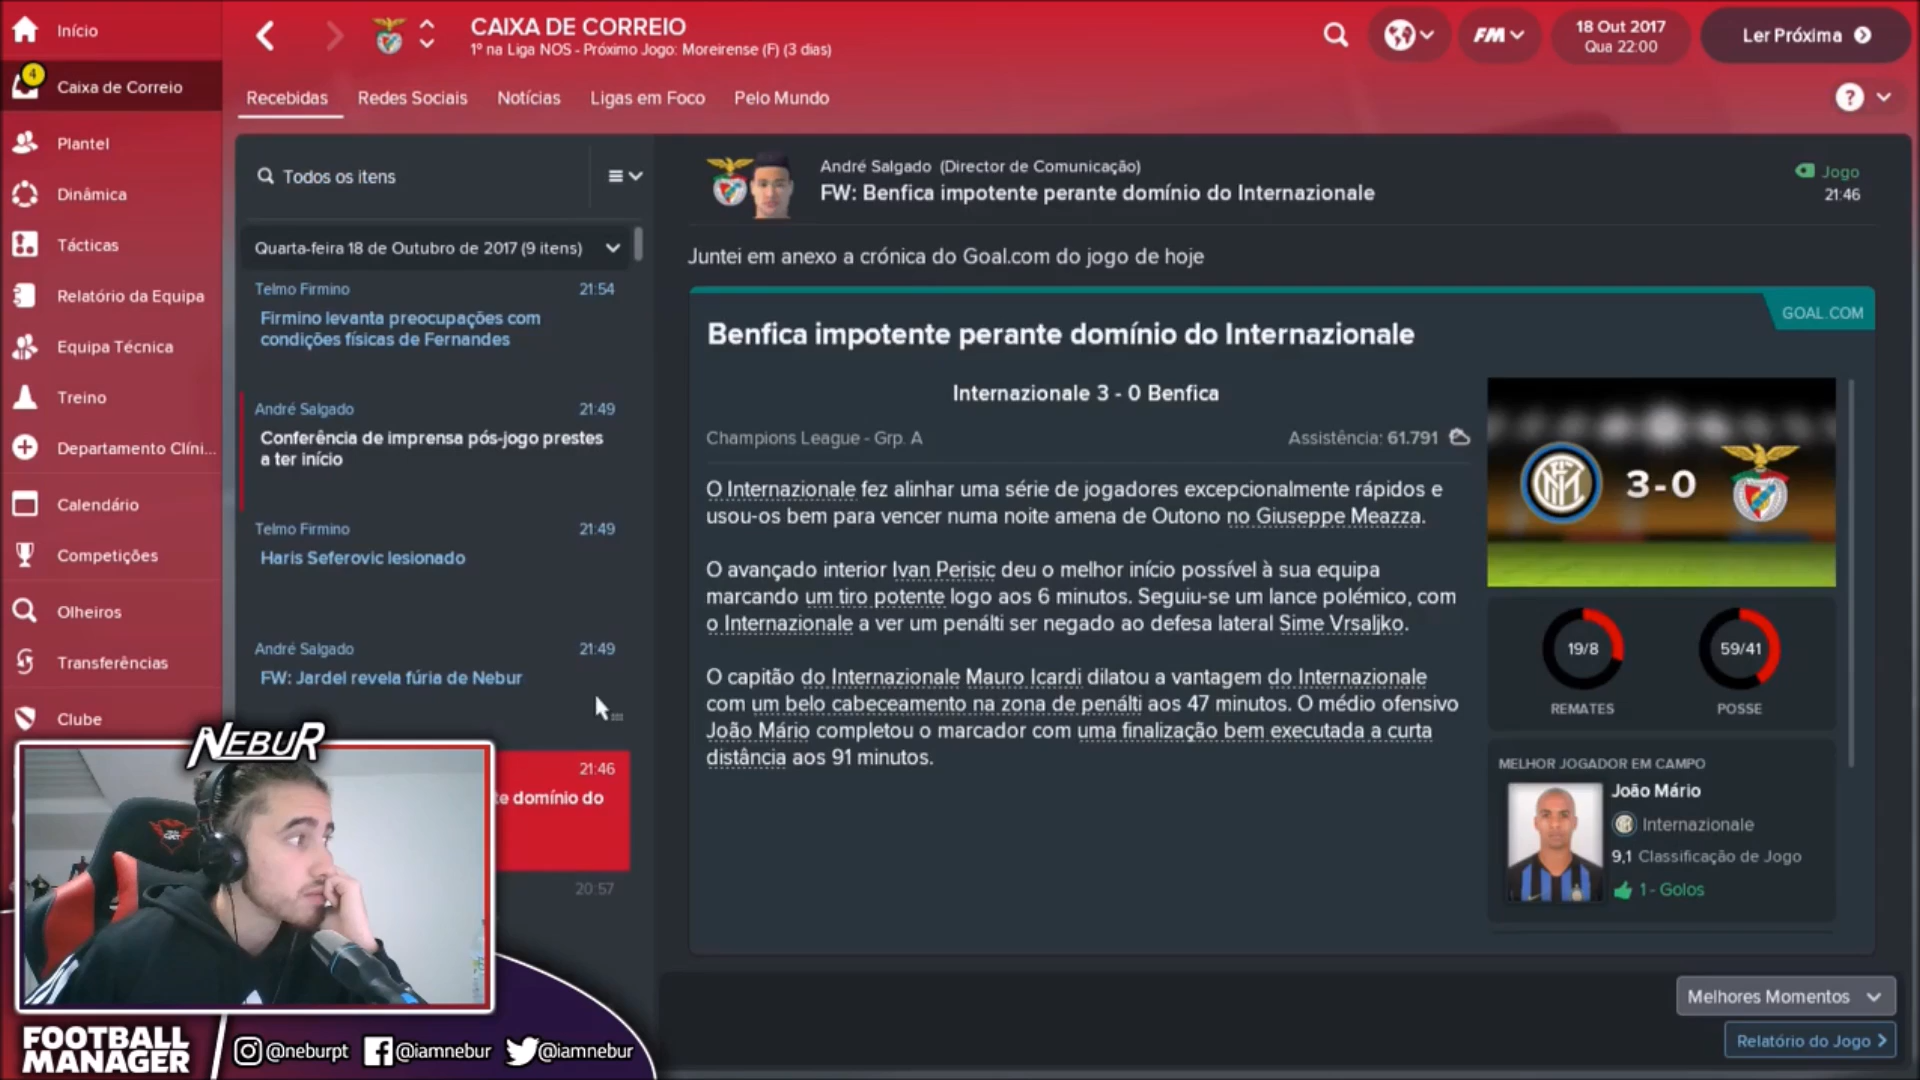 Início
4
Caixa de Correio
Plantel
Dinâmica
Tácticas
Relatório da Equipa
Equipa Técnica
Treino
Departamento Clíni...
Calendário
Competições
Olheiros
Transferências
Clube
CAIXA DE CORREIO
1º na Liga NOS - Próximo Jogo: Moreirense (F) (3 dias)
FM
18 Out 2017
Qua 22:00
Ler Próxima
Recebidas
Redes Sociais
Notícias
Ligas em Foco
Pelo Mundo
?
Todos os itens
Quarta-feira 18 de Outubro de 2017 (9 itens)
Telmo Firmino 21:54
Firmino levanta preocupações com
condições físicas de Fernandes
André Salgado 21:49
Conferência de imprensa pós-jogo prestes
a ter início
Telmo Firmino 21:49
Haris Seferovic lesionado
André Salgado 21:49
FW: Jardel revela fúria de Nebur
21:46
te domínio do
20:57
André Salgado (Director de Comunicação)
FW: Benfica impotente perante domínio do Internazionale
Jogo
21:46
Juntei em anexo a crónica do Goal.com do jogo de hoje
GOAL.COM
Benfica impotente perante domínio do Internazionale
Internazionale 3 - 0 Benfica
Champions League - Grp. A
Assistência: 61.791
O Internazionale fez alinhar uma série de jogadores excepcionalmente rápidos e
usou-os bem para vencer numa noite amena de Outono no Giuseppe Meazza.
O avançado interior Ivan Perisic deu o melhor início possível à sua equipa
marcando um tiro potente logo aos 6 minutos. Seguiu-se um lance polémico, com
o Internazionale a ver um penálti ser negado ao defesa lateral Sime Vrsaljko.
O capitão do Internazionale Mauro Icardi dilatou a vantagem do Internazionale
com um belo cabeceamento na zona de penálti aos 47 minutos. O médio ofensivo
João Mário completou o marcador com uma finalização bem executada a curta
distância aos 91 minutos.
3-0
19/8
REMATES
59/41
POSSE
MELHOR JOGADOR EM CAMPO
João Mário
Internazionale
9,1 Classificação de Jogo
1 - Golos
Melhores Momentos
Relatório do Jogo
NEBUR
FOOTBALL
MANAGER
@neburpt
@iamnebur
@iamnebur